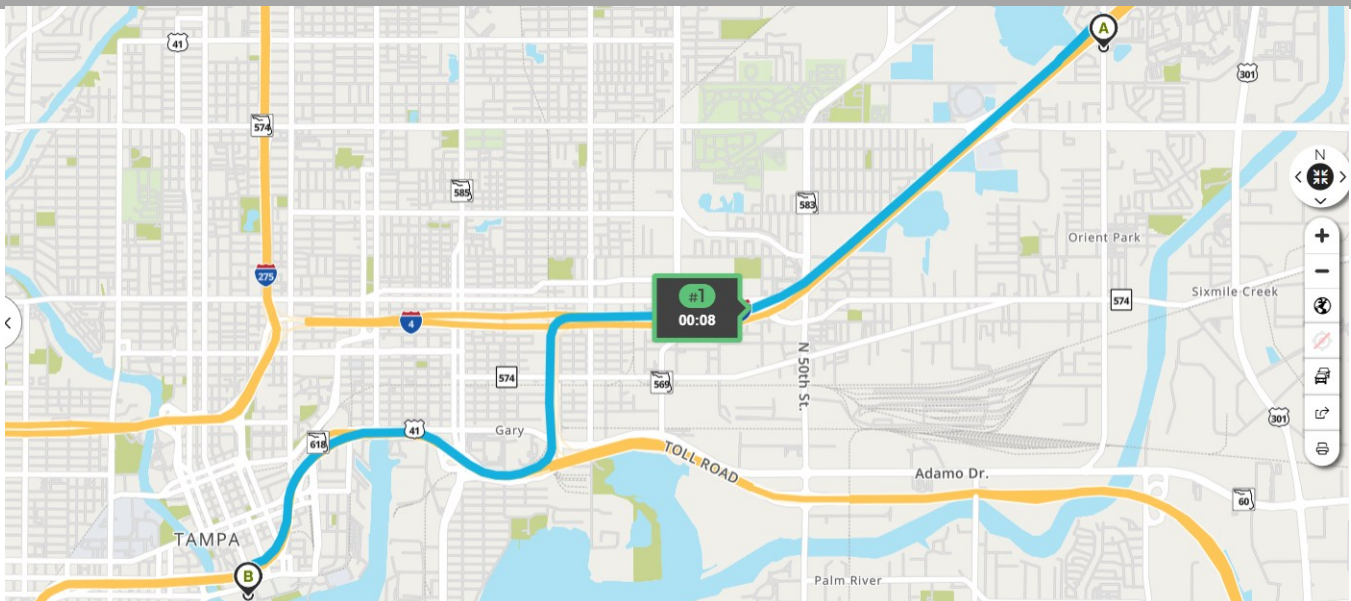 A
41
301
574
N
585
583
Orient Park
275
Sixmile Creek
#1
00:08
574
4
N 50th St.
574
569
301
41
Gary
618
TOLL ROAD
Adamo Dr.
60
TAMPA
B
Palm River